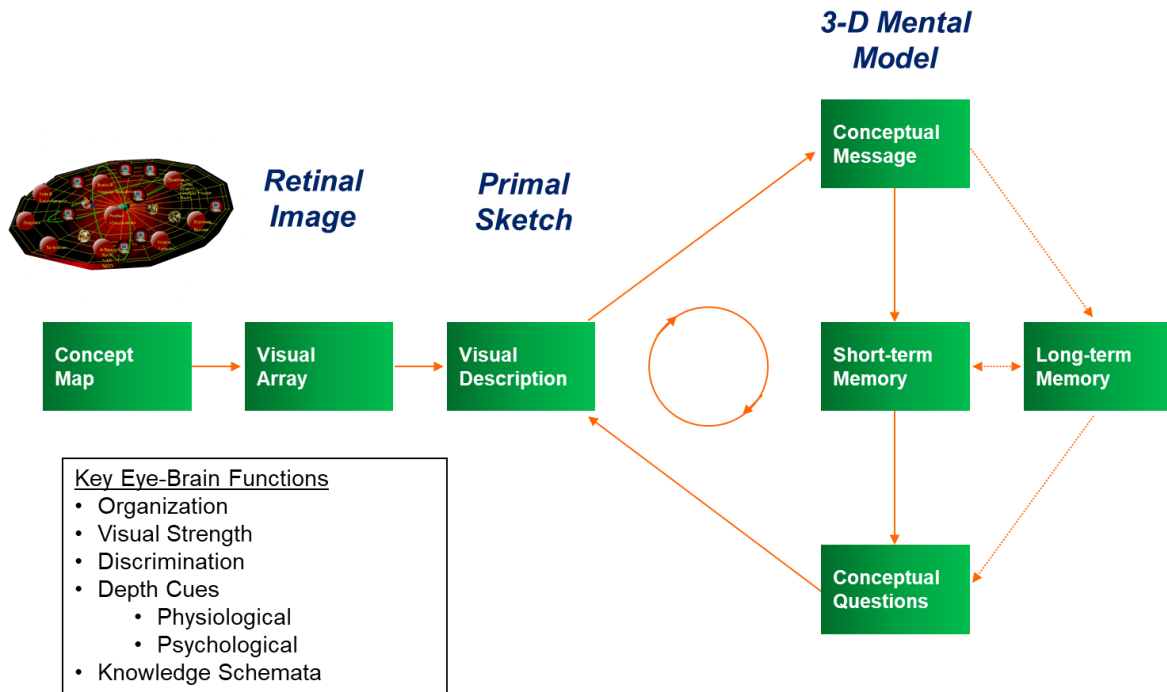 3-D Mental
Model
Conceptual
Message
Retinal
Image
Primal
Sketch
Product
Concept
Map
Visual
Array
Visual
Description
Short-term
Memory
Long-term
Memory
Key Eye-Brain Functions
• Organization
• Visual Strength
• Discrimination
• Depth Cues
• Physiological
• Psychological
• Knowledge Schemata
Conceptual
Questions